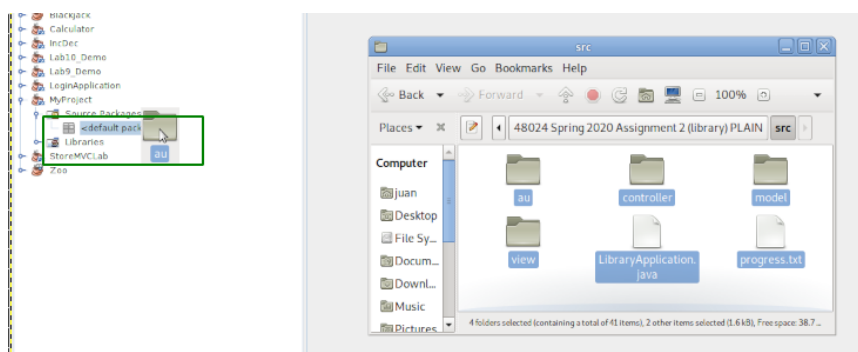 Blackjack
Calculator
IncDec
Lab10_Demo
Lab9_Demo
LoginApplication
MyProject
Source Packages
<default pack
au
Libraries
StoreMVCLab
Zoo
src
File Edit View Go Bookmarks Help
Back Forward 100%
Places 48024 Spring 2020 Assignment 2 (library) PLAIN src
Computer
juan
Desktop
File Sy...
Docum...
Downl...
Music
Pictures
au controller model
view LibraryApplication.java progress.txt
4 folders selected (containing a total of 41 items), 2 other items selected (1.6 kB), Free space: 38.7 ...